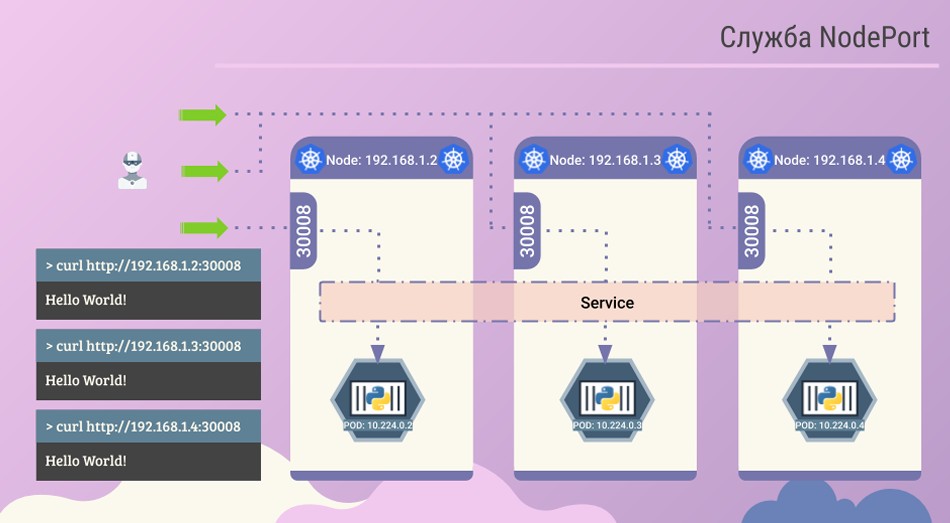 Служба NodePort
Node: 192.168.1.2
Node: 192.168.1.3
Node: 192.168.1.4
30008
30008
30008
> curl http://192.168.1.2:30008
Hello World!
> curl http://192.168.1.3:30008
Hello World!
> curl http://192.168.1.4:30008
Hello World!
Service
POD: 10.224.0.2
POD: 10.224.0.3
POD: 10.224.0.4